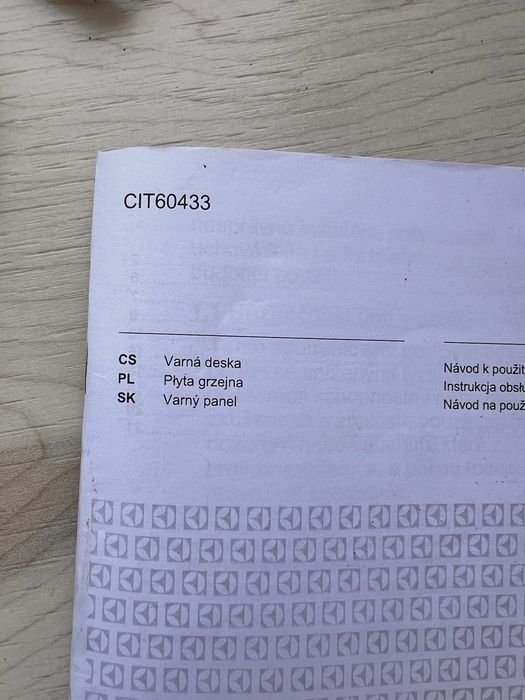 CIT60433
CS Varná deska Návod k použit
PL Płyta grzejna Instrukcja obsłu
SK Varný panel Návod na použ